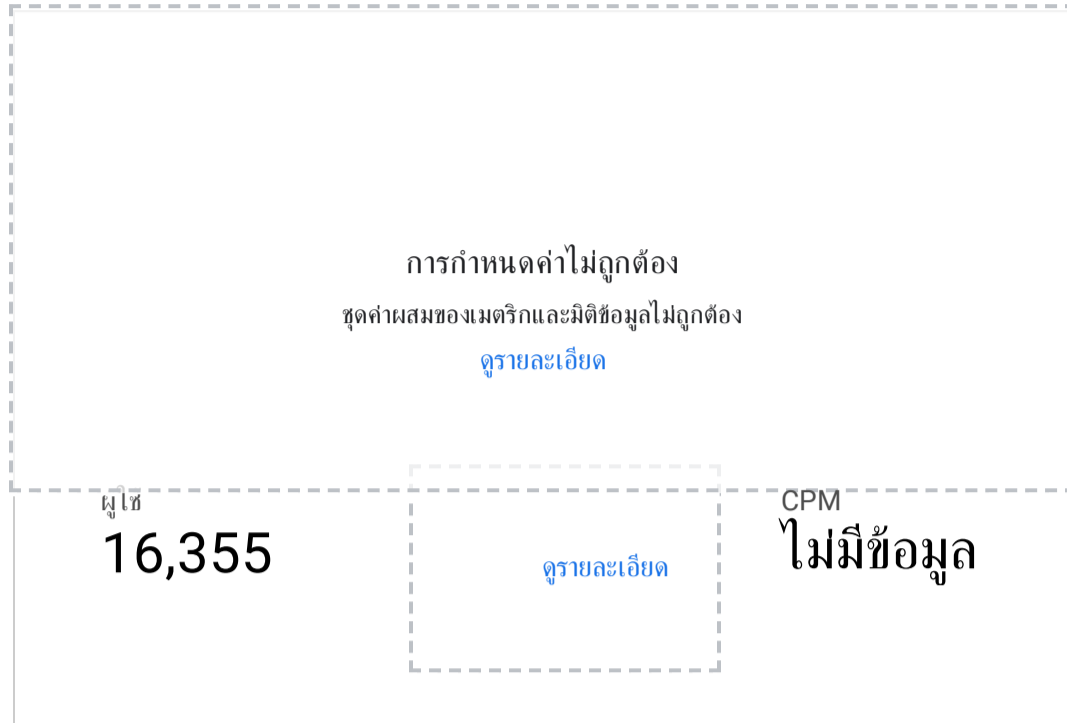 การกำหนดค่าไม่ถูกต้อง
ชุดค่าผสมของเมตริกและมิติข้อมูลไม่ถูกต้อง
ดูรายละเอียด
ผู้ใช้
16,355
ดูรายละเอียด
CPM
ไม่มีข้อมูล